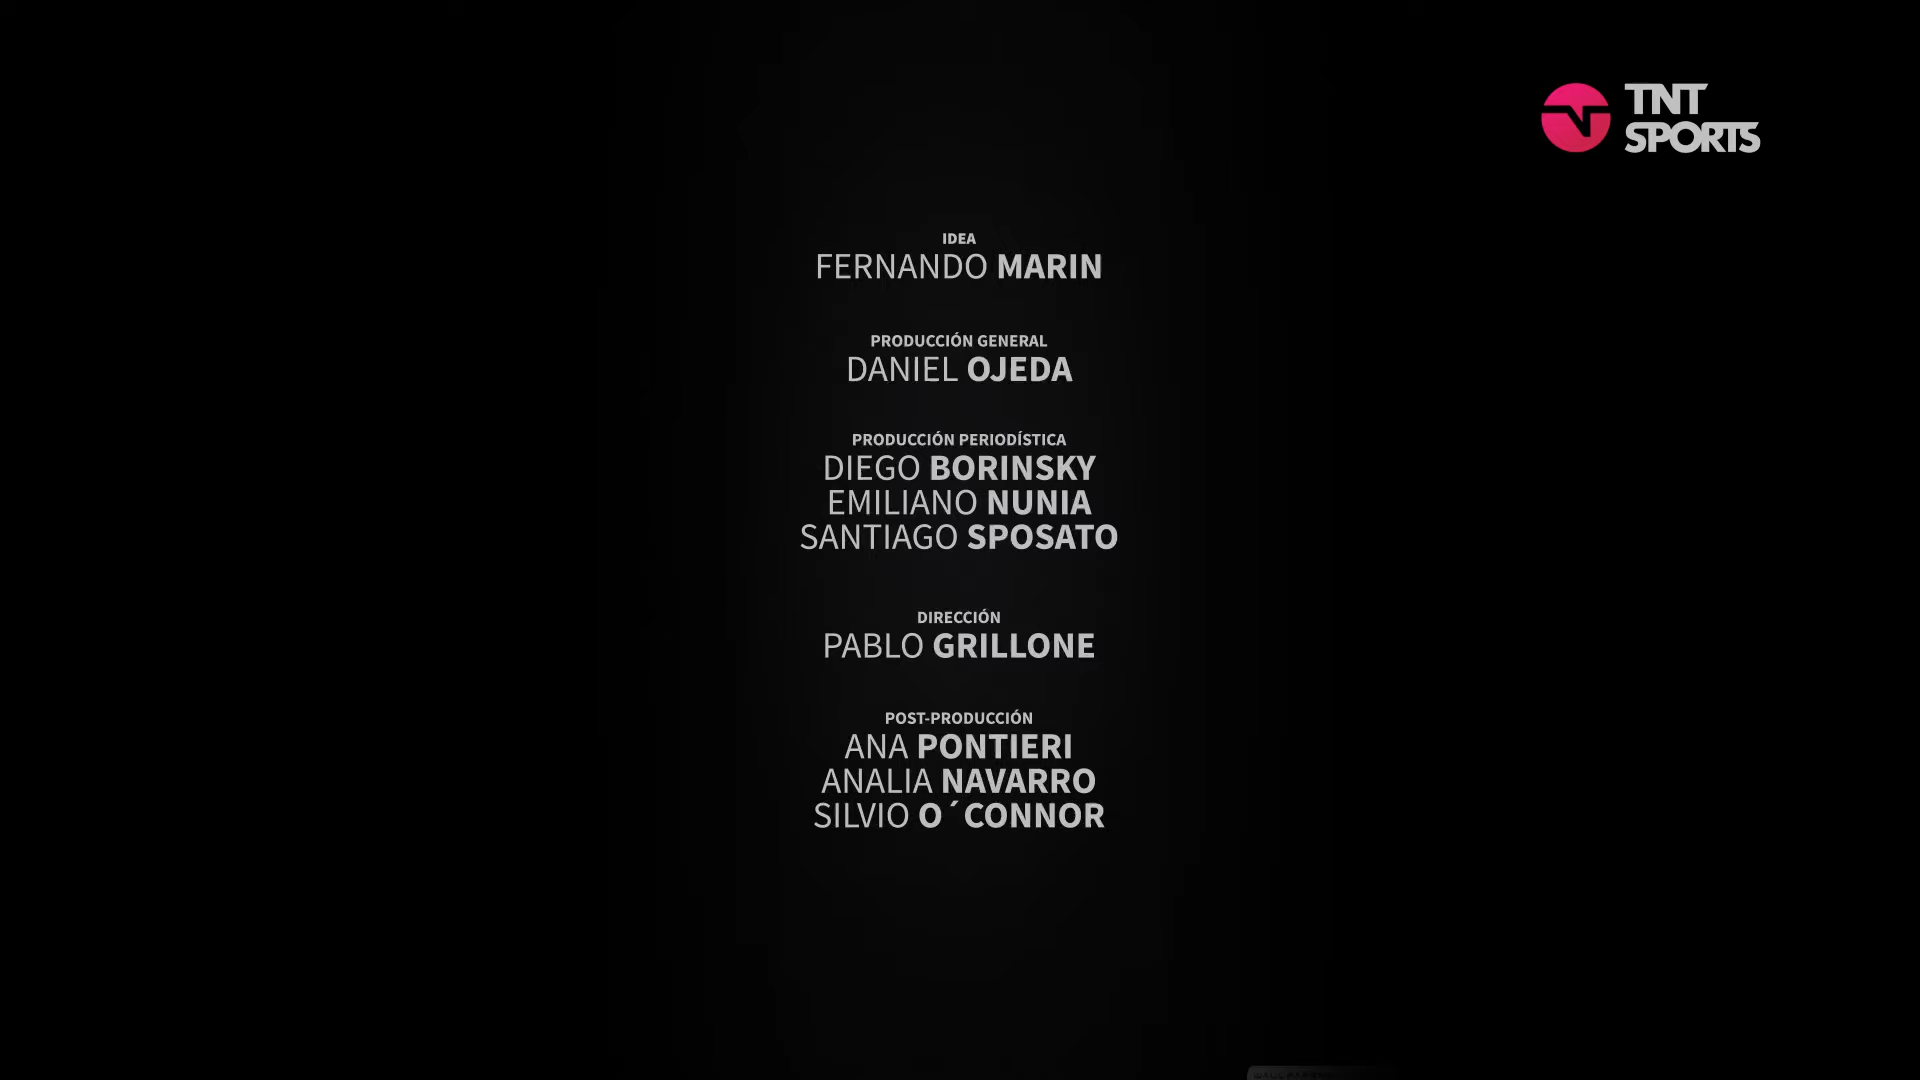 TNT
SPORTS
IDEA
FERNANDO MARIN
PRODUCCIÓN GENERAL
DANIEL OJEDA
PRODUCCIÓN PERIODÍSTICA
DIEGO BORINSKY
EMILIANO NUNIA
SANTIAGO SPOSATO
DIRECCIÓN
PABLO GRILLONE
POST-PRODUCCIÓN
ANA PONTIERI
ANALIA NAVARRO
SILVIO O´CONNOR